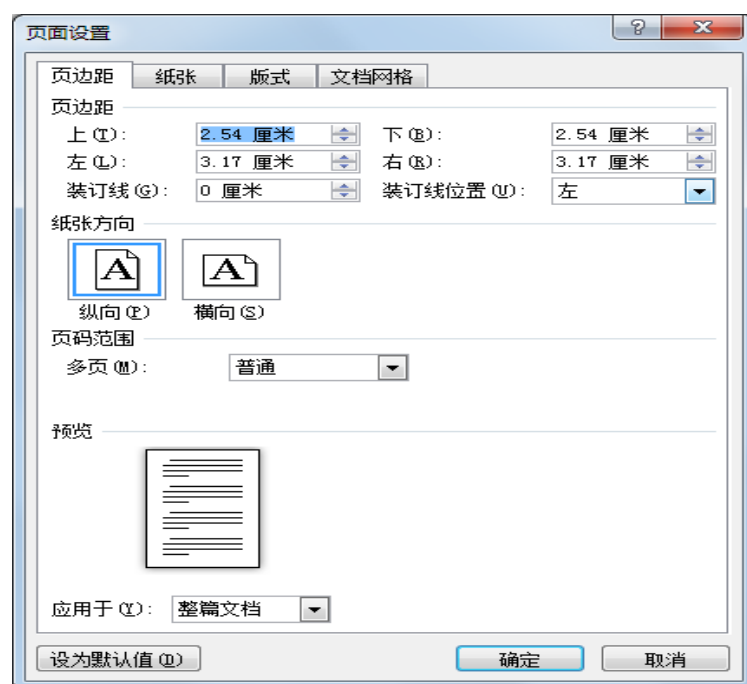 页面设置
页边距 纸张 版式 文档网格
页边距
上(T): 2.54 厘米 下(B): 2.54 厘米
左(L): 3.17 厘米 右(R): 3.17 厘米
装订线(G): 0 厘米 装订线位置(U): 左
纸张方向
A A
纵向(P) 横向(S)
页码范围
多页(M): 普通
预览
应用于(Y): 整篇文档
设为默认值(D) 确定 取消